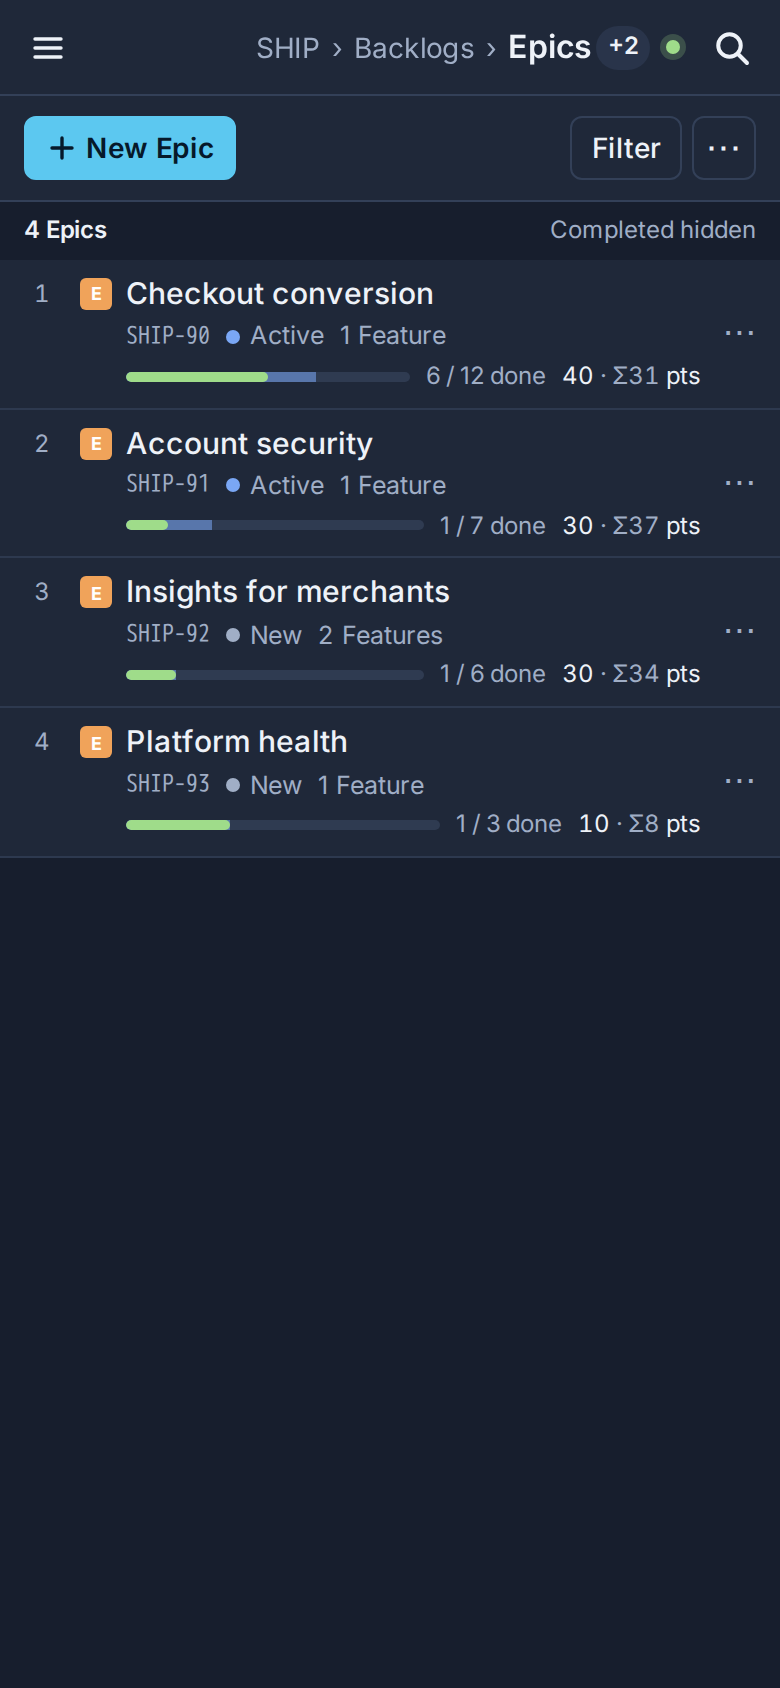 SHIP › Backlogs › Epics +2
+ New Epic Filter ...
4 Epics Completed hidden
1 E Checkout conversion
SHIP-90 Active 1 Feature ...
6 / 12 done 40 · Σ31 pts
2 E Account security
SHIP-91 Active 1 Feature ...
1 / 7 done 30 · Σ37 pts
3 E Insights for merchants
SHIP-92 New 2 Features ...
1 / 6 done 30 · Σ34 pts
4 E Platform health
SHIP-93 New 1 Feature ...
1 / 3 done 10 · Σ8 pts